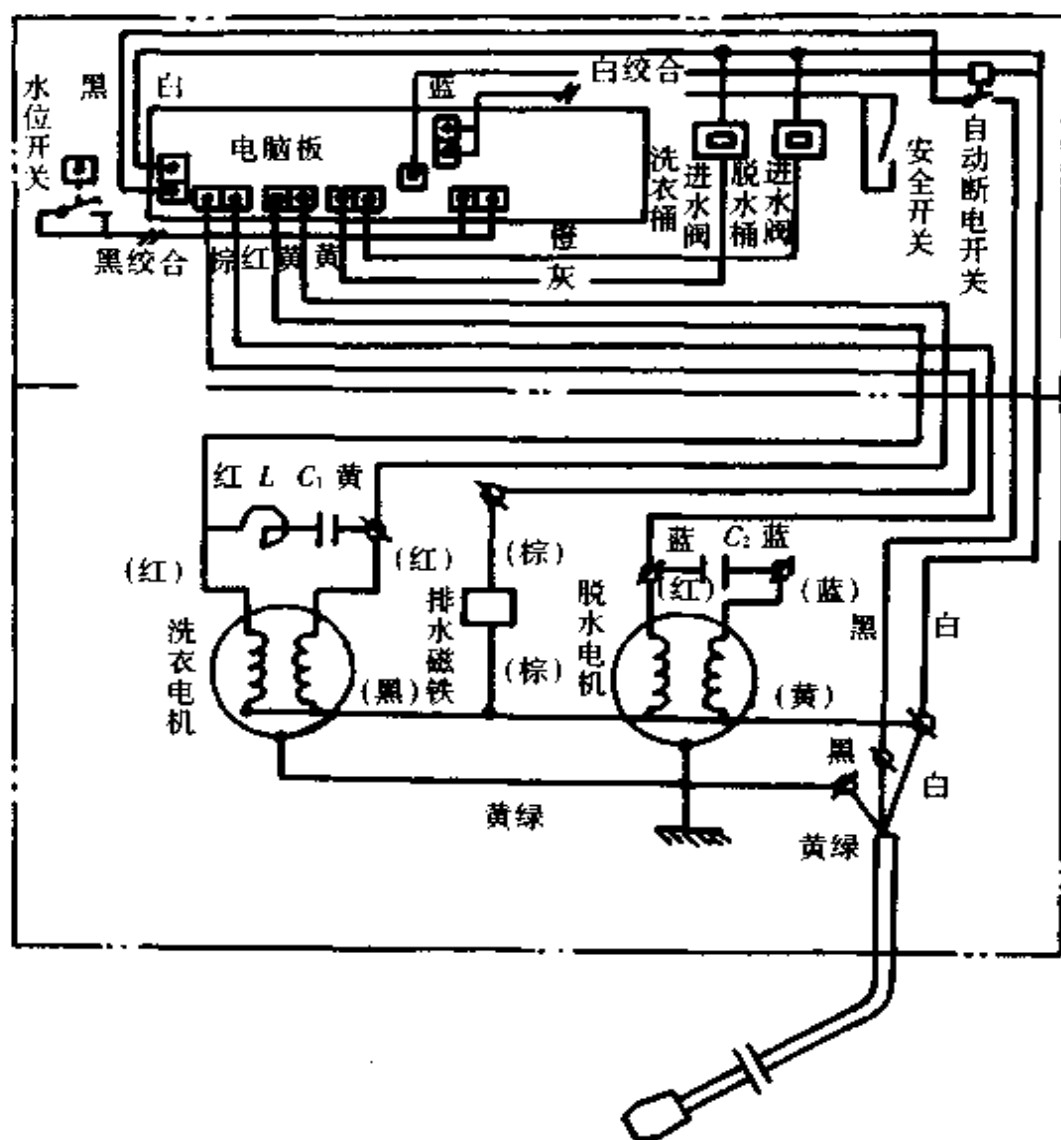 水位开关
黑
白
蓝
白绞合
电脑板
洗衣桶
进水阀
脱水桶
进水阀
安全开关
自动断电开关
黑绞合
棕
红
黄
黄
橙
灰
红 L C₁ 黄
(红)
(红)
(棕)
蓝 C₂ 蓝
(红)
(蓝)
洗衣电机
排水磁铁
脱水电机
黑
白
(黑)
(棕)
(黄)
黑
白
黄绿
黄绿